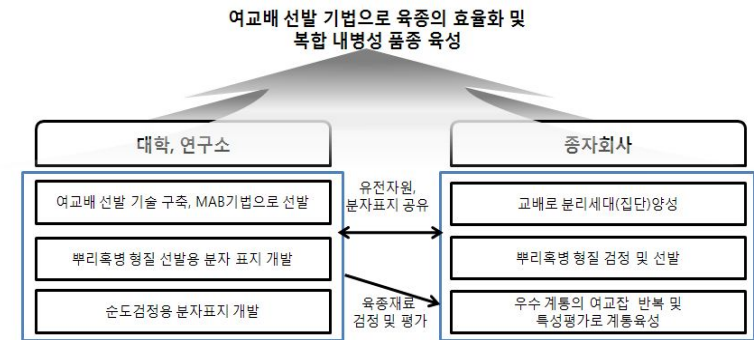 여교배 선발 기법으로 육종의 효율화 및
복합 내병성 품종 육성
대학, 연구소
종자회사
여교배 선발 기술 구축, MAB기법으로 선발
뿌리혹병 형질 선발용 분자 표지 개발
순도검정용 분자표지 개발
유전자원,
분자표지 공유
육종재료
검정 및 평가
교배로 분리세대(집단)양성
뿌리혹병 형질 검정 및 선발
우수 계통의 여교잡 반복 및
특성평가로 계통육성